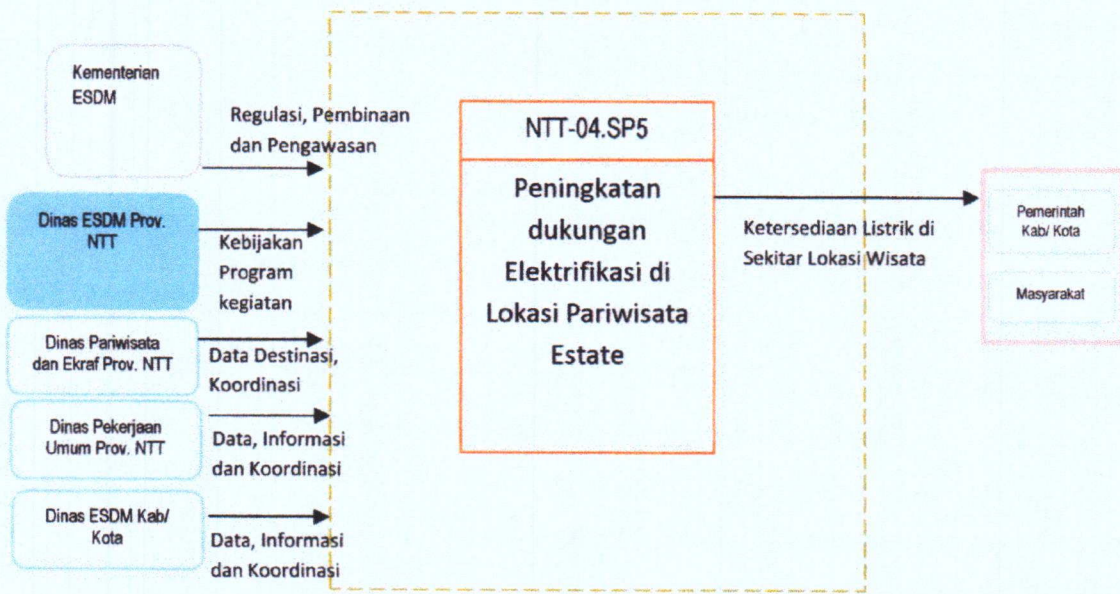 Kementerian
ESDM
Regulasi, Pembinaan
dan Pengawasan
Dinas ESDM Prov.
NTT
Kebijakan
Program
kegiatan
Dinas Pariwisata
dan Ekraf Prov. NTT
Data Destinasi,
Koordinasi
Dinas Pekerjaan
Umum Prov. NTT
Data, Informasi
dan Koordinasi
Dinas ESDM Kab/
Kota
Data, Informasi
dan Koordinasi
NTT-04.SP5
Peningkatan
dukungan
Elektrifikasi di
Lokasi Pariwisata
Estate
Ketersediaan Listrik di
Sekitar Lokasi Wisata
Pemerintah
Kab/ Kota
Masyarakat